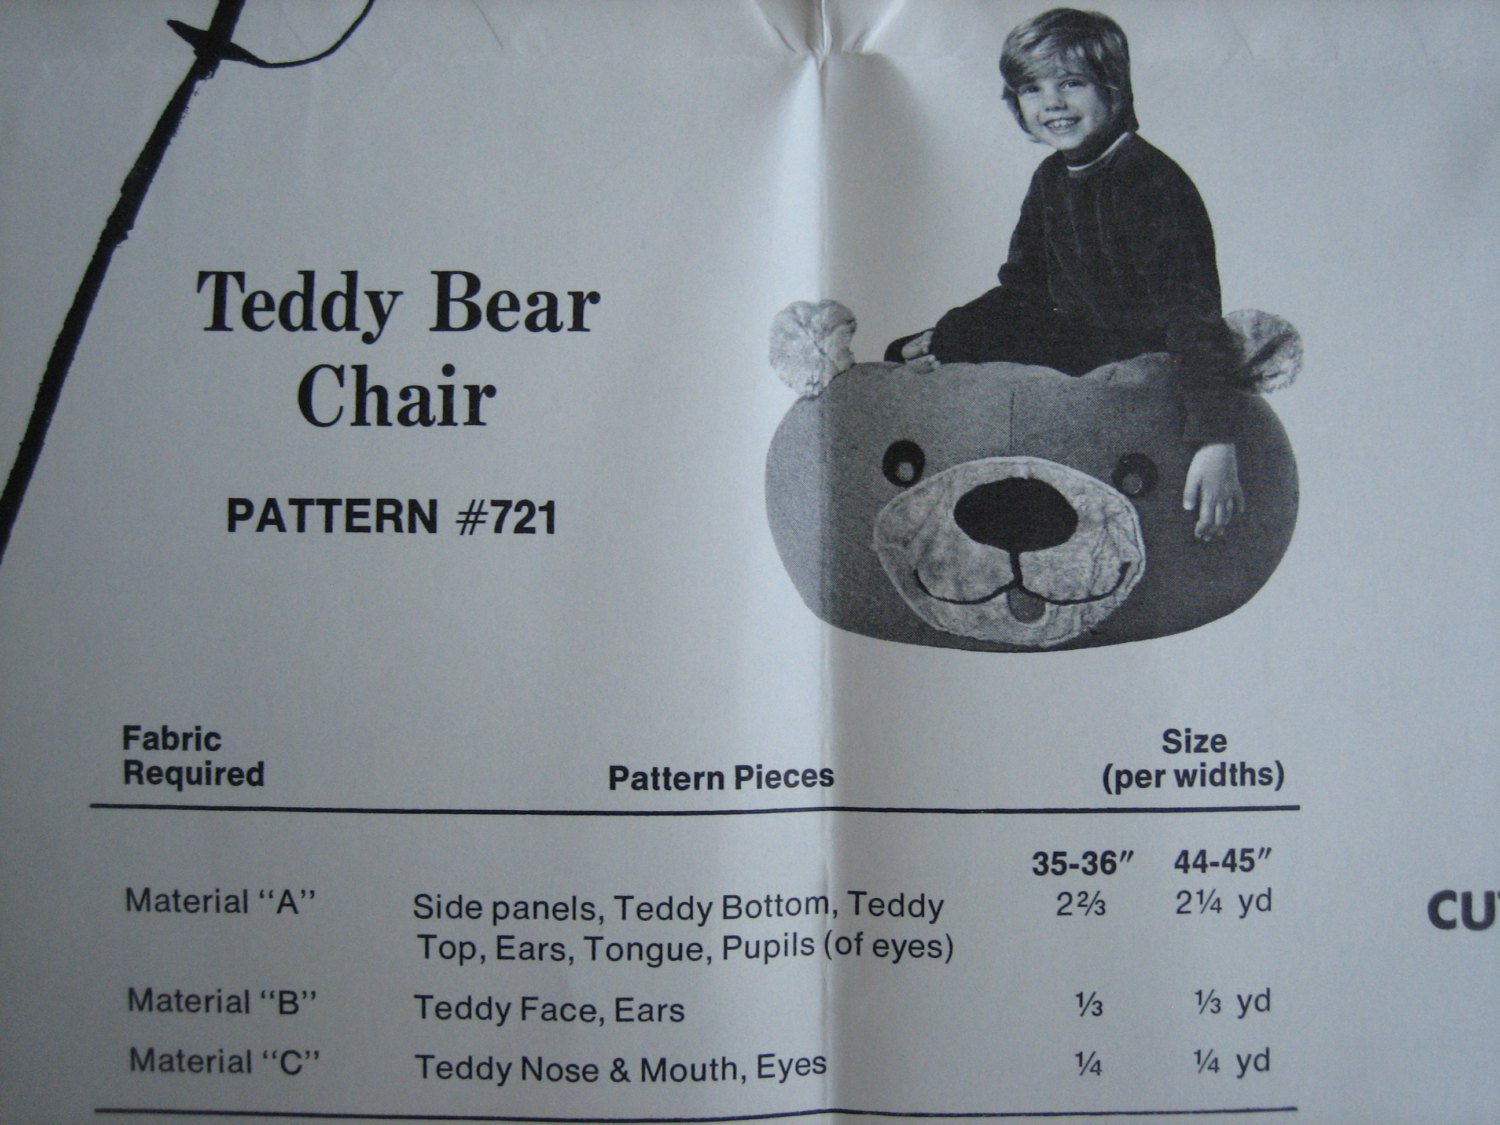 Teddy Bear
Chair
PATTERN #721
Fabric
Required
Pattern Pieces
Size
(per widths)
35-36" 44-45"
Material "A" Side panels, Teddy Bottom, Teddy 2⅔ 2¼ yd
Top, Ears, Tongue, Pupils (of eyes)
Material "B" Teddy Face, Ears ⅓ ⅓ yd
Material "C" Teddy Nose & Mouth, Eyes ¼ ¼ yd